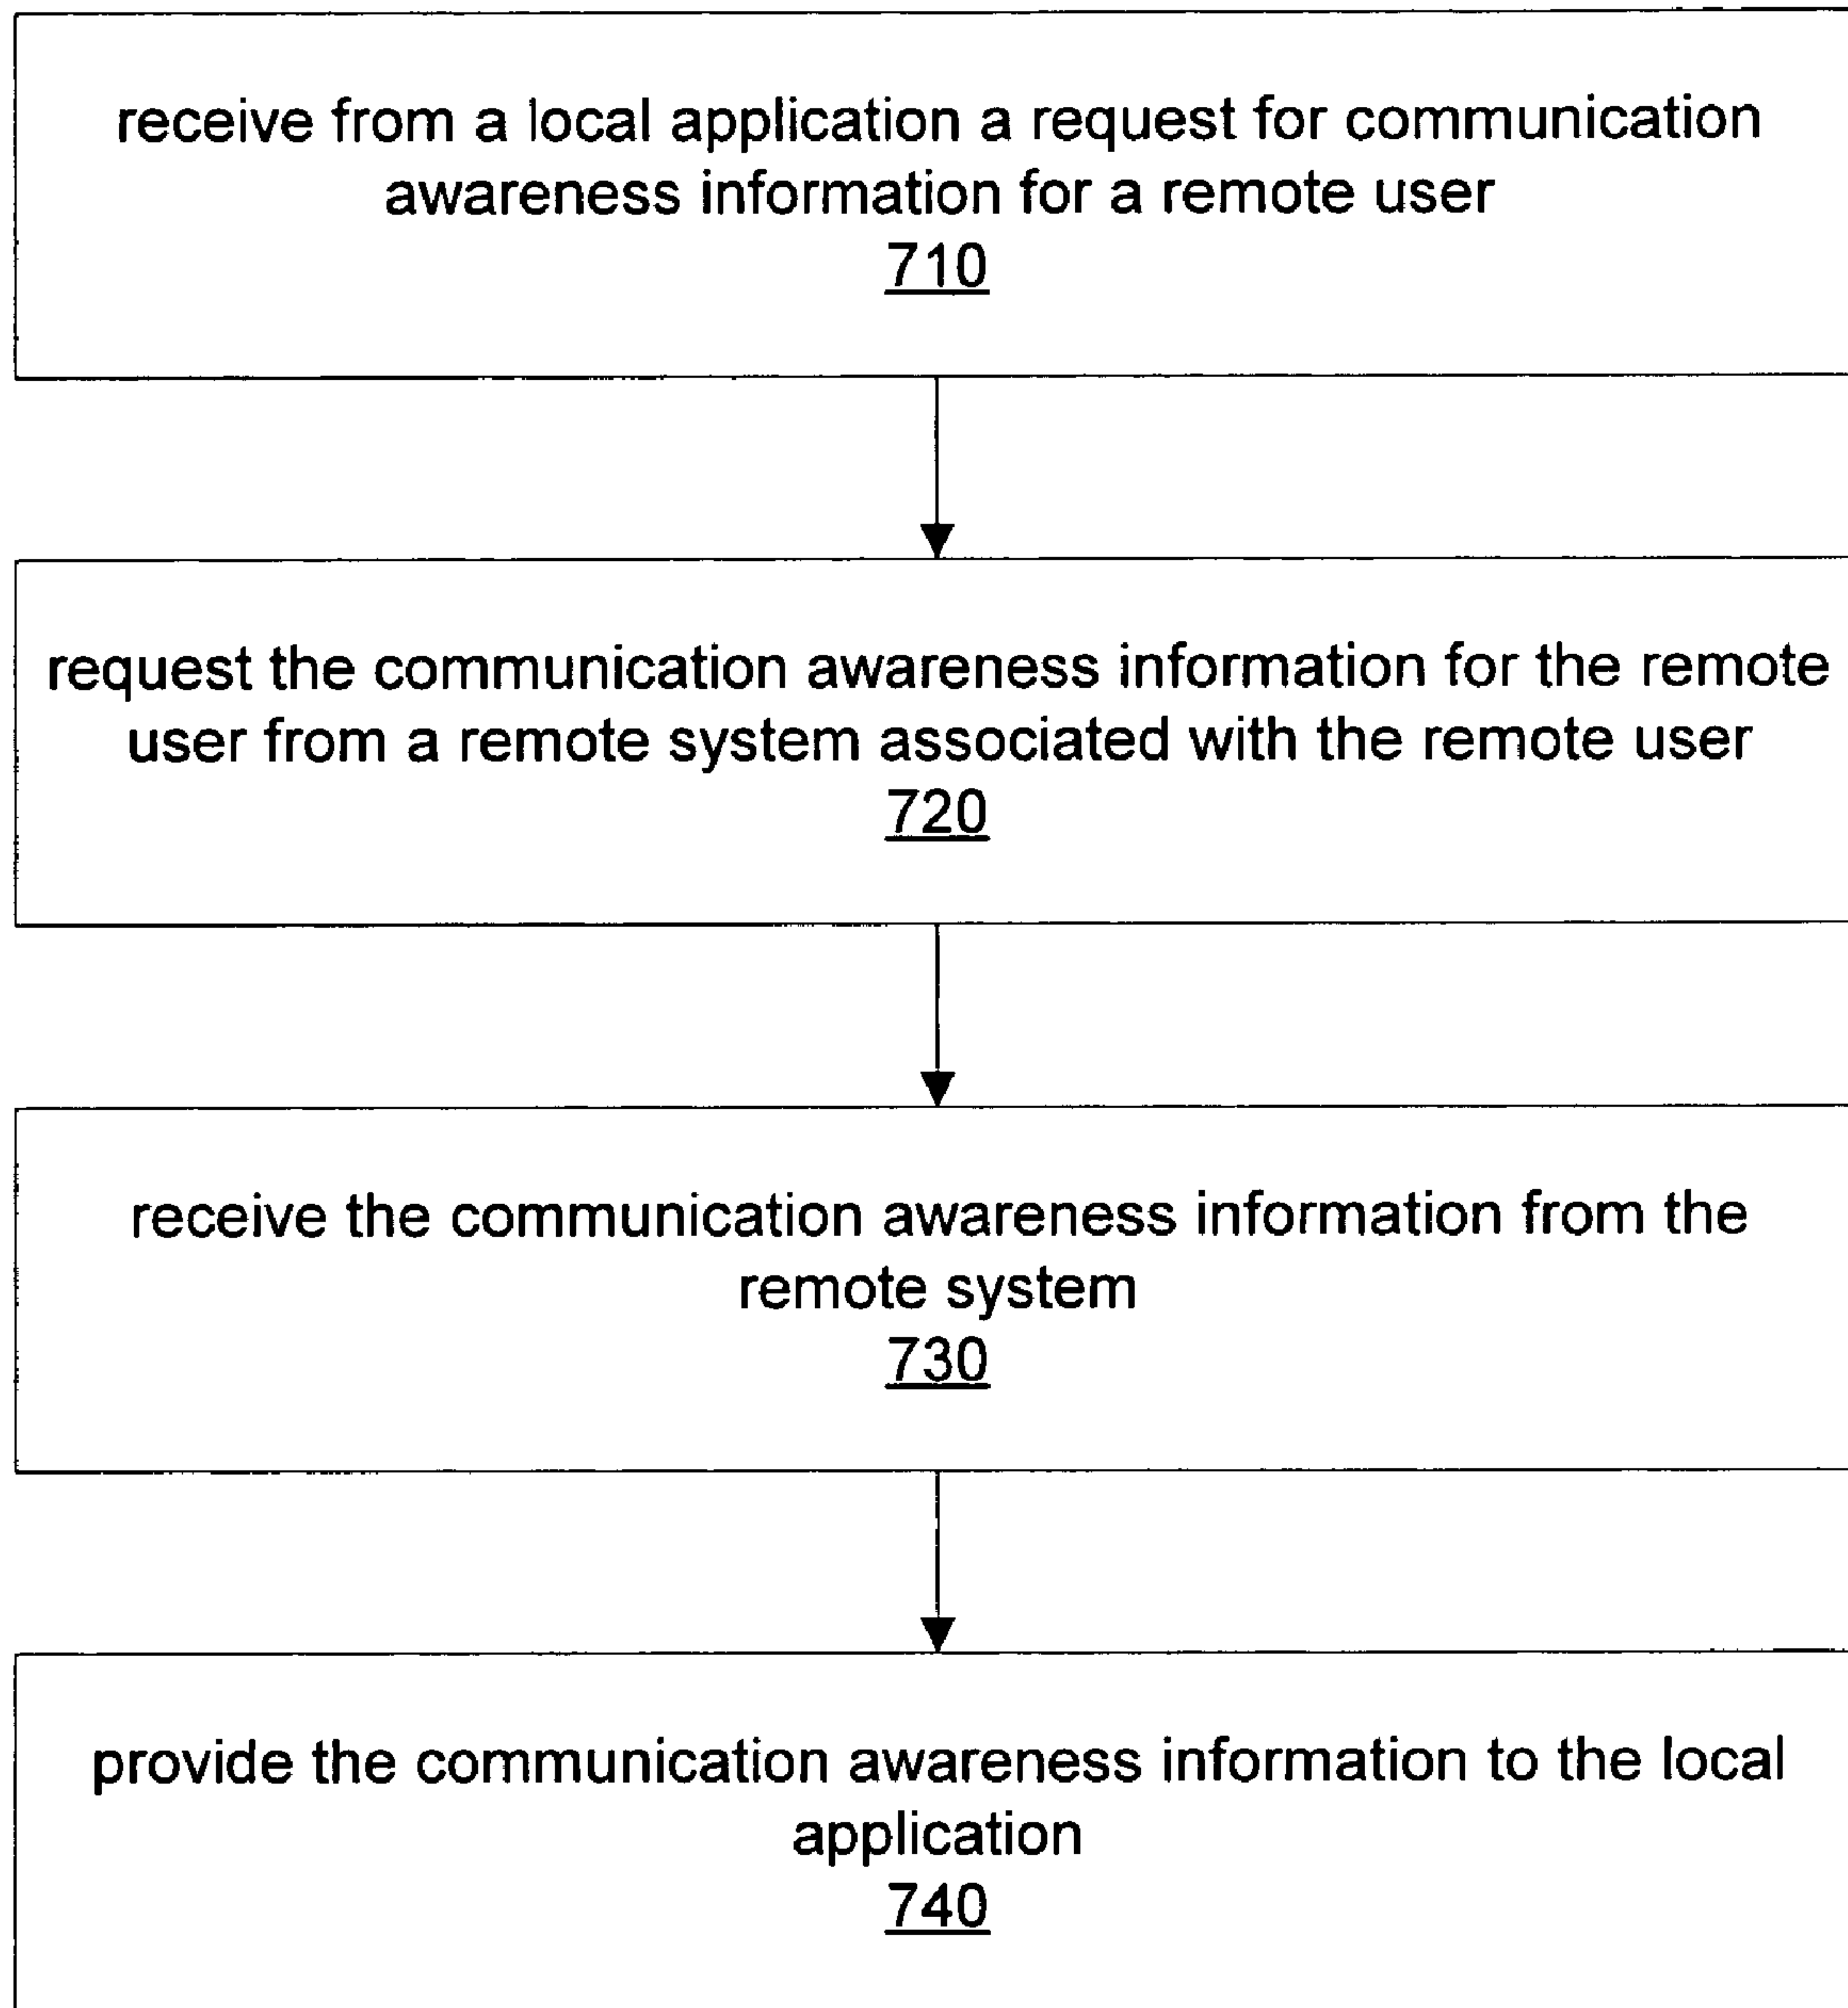 receive from a local application a request for communication
awareness information for a remote user
710
request the communication awareness information for the remote
user from a remote system associated with the remote user
720
receive the communication awareness information from the
remote system
730
provide the communication awareness information to the local
application
740